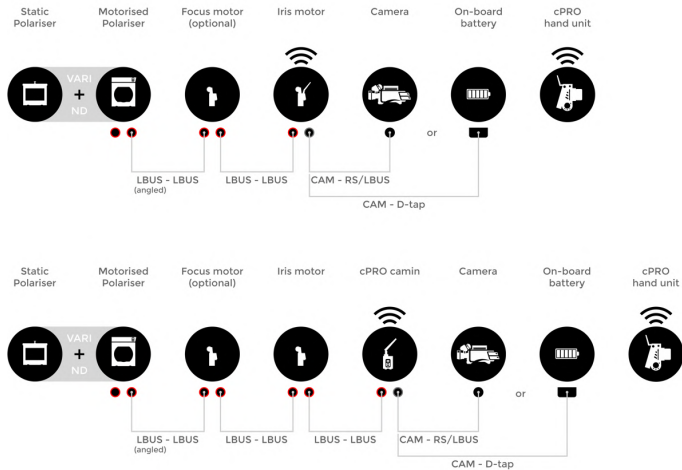 Static Polariser
Motorised Polariser
Focus motor (optional)
Iris motor
Camera
On-board battery
cPRO hand unit
VARI
+
ND
or
LBUS - LBUS
(angled)
LBUS - LBUS
CAM - RS/LBUS
CAM - D-tap
Static Polariser
Motorised Polariser
Focus motor (optional)
Iris motor
cPRO camin
Camera
On-board battery
cPRO hand unit
VARI
+
ND
or
LBUS - LBUS
(angled)
LBUS - LBUS
LBUS - LBUS
CAM - RS/LBUS
CAM - D-tap